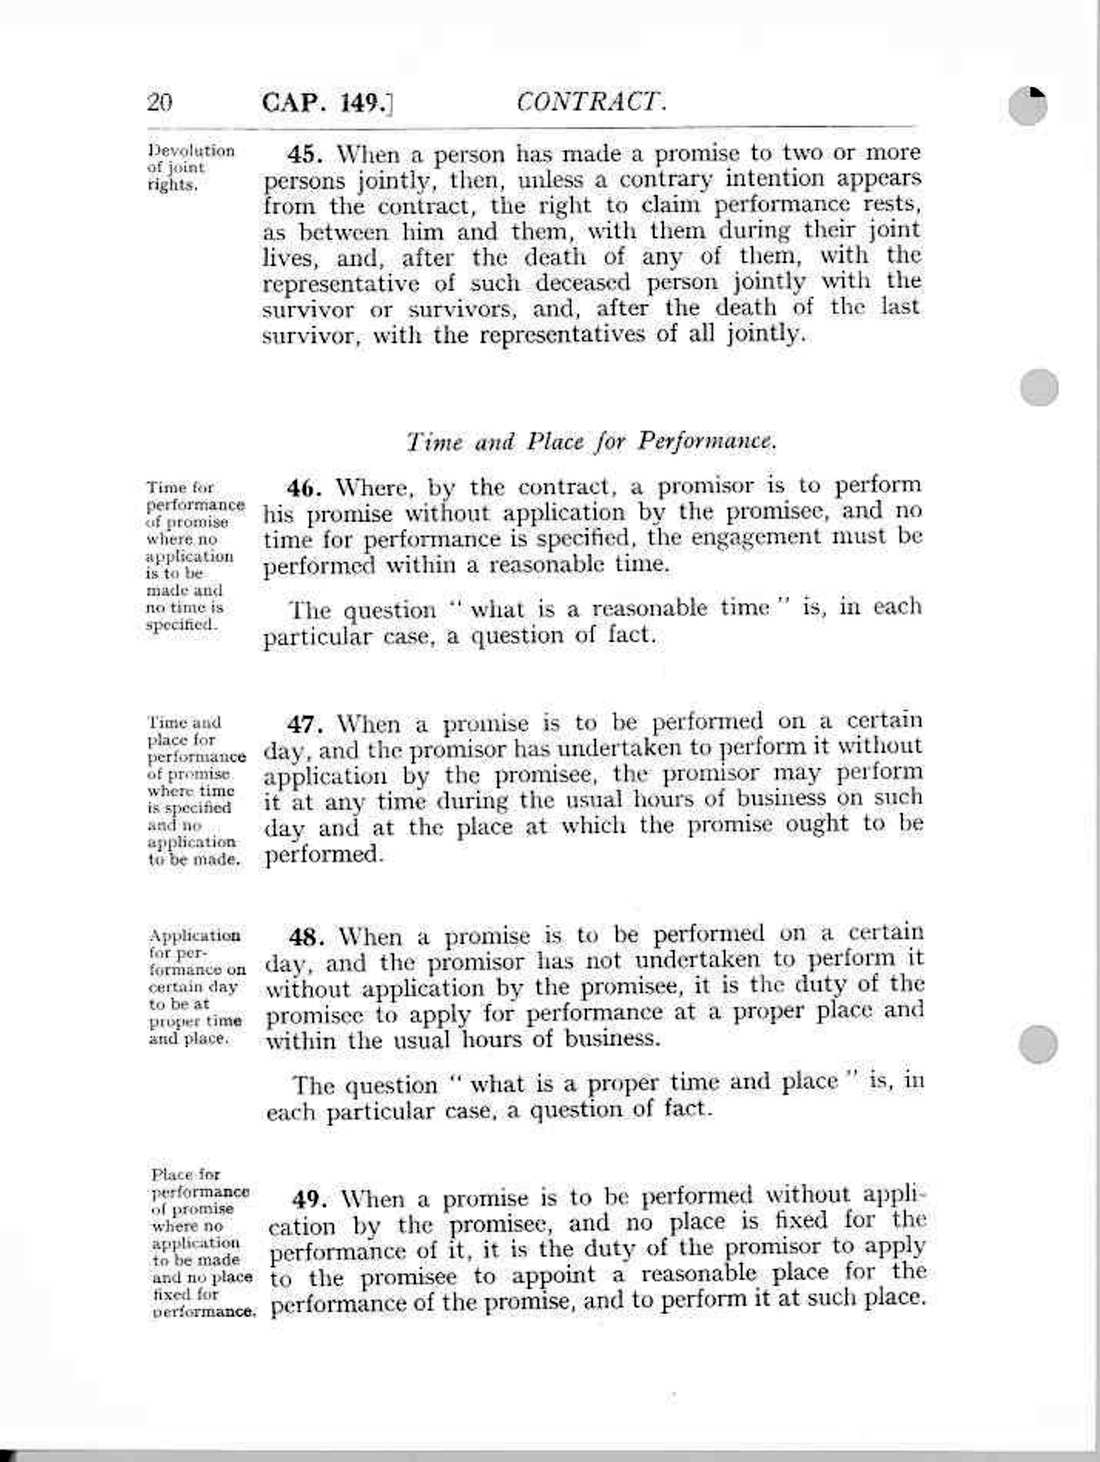 20 CAP. 149.] CONTRACT.
Devolution
of joint
rights.
45. When a person has made a promise to two or more
persons jointly, then, unless a contrary intention appears
from the contract, the right to claim performance rests,
as between him and them, with them during their joint
lives, and, after the death of any of them, with the
representative of such deceased person jointly with the
survivor or survivors, and, after the death of the last
survivor, with the representatives of all jointly.
Time and Place for Performance.
Time for
performance
of promise
where no
application
is to be
made and
no time is
specified.
46. Where, by the contract, a promisor is to perform
his promise without application by the promisee, and no
time for performance is specified, the engagement must be
performed within a reasonable time.
The question " what is a reasonable time " is, in each
particular case, a question of fact.
Time and
place for
performance
of promise
where time
is specified
and no
application
to be made.
47. When a promise is to be performed on a certain
day, and the promisor has undertaken to perform it without
application by the promisee, the promisor may perform
it at any time during the usual hours of business on such
day and at the place at which the promise ought to be
performed.
Application
for per-
formance on
certain day
to be at
proper time
and place.
48. When a promise is to be performed on a certain
day, and the promisor has not undertaken to perform it
without application by the promisee, it is the duty of the
promisee to apply for performance at a proper place and
within the usual hours of business.
The question " what is a proper time and place " is, in
each particular case, a question of fact.
Place for
performance
of promise
where no
application
to be made
and no place
fixed for
performance.
49. When a promise is to be performed without appli-
cation by the promisee, and no place is fixed for the
performance of it, it is the duty of the promisor to apply
to the promisee to appoint a reasonable place for the
performance of the promise, and to perform it at such place.